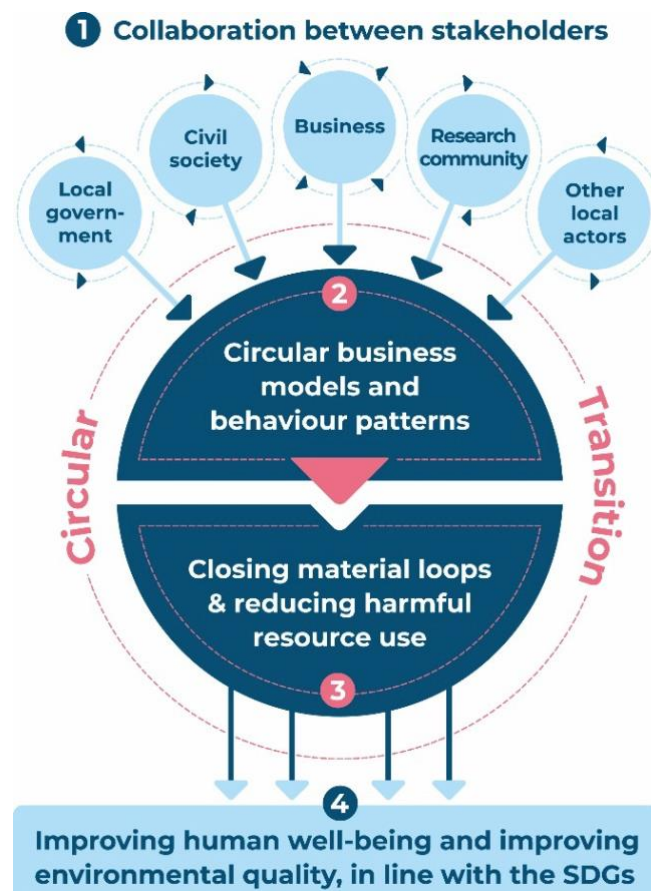 1 Collaboration between stakeholders
Local
govern-
ment
Civil
society
Business
Research
community
Other
local
actors
2
Circular business
models and
behaviour patterns
Circular
Transition
Closing material loops
& reducing harmful
resource use
3
4
Improving human well-being and improving
environmental quality, in line with the SDGs